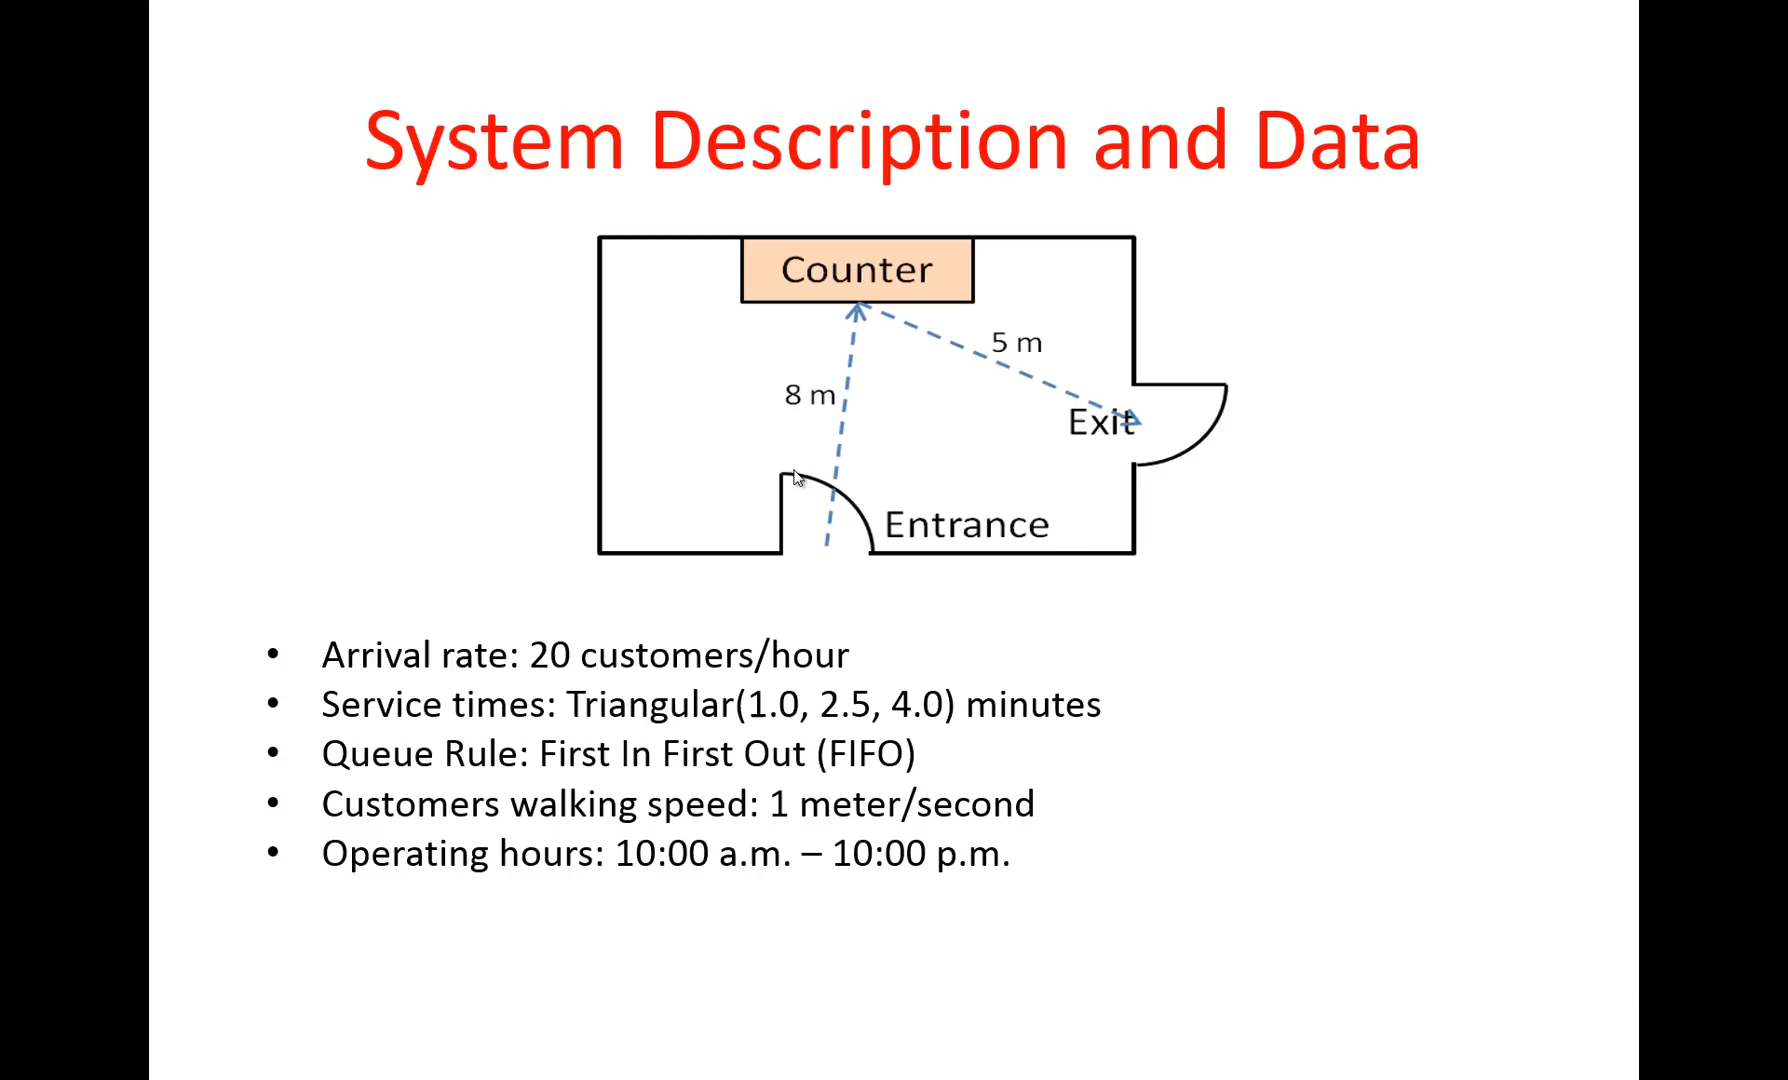 System Description and Data
Counter
5 m
8 m
Exit
Entrance
• Arrival rate: 20 customers/hour
• Service times: Triangular(1.0, 2.5, 4.0) minutes
• Queue Rule: First In First Out (FIFO)
• Customers walking speed: 1 meter/second
• Operating hours: 10:00 a.m. – 10:00 p.m.